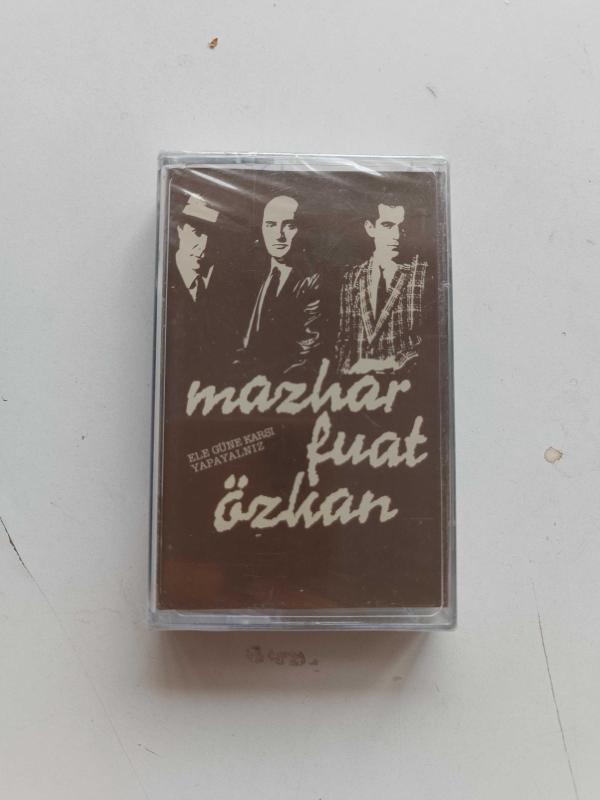 mazhar
fuat
özkan
ELE GÜNE KARŞI
YAPAYALNIZ